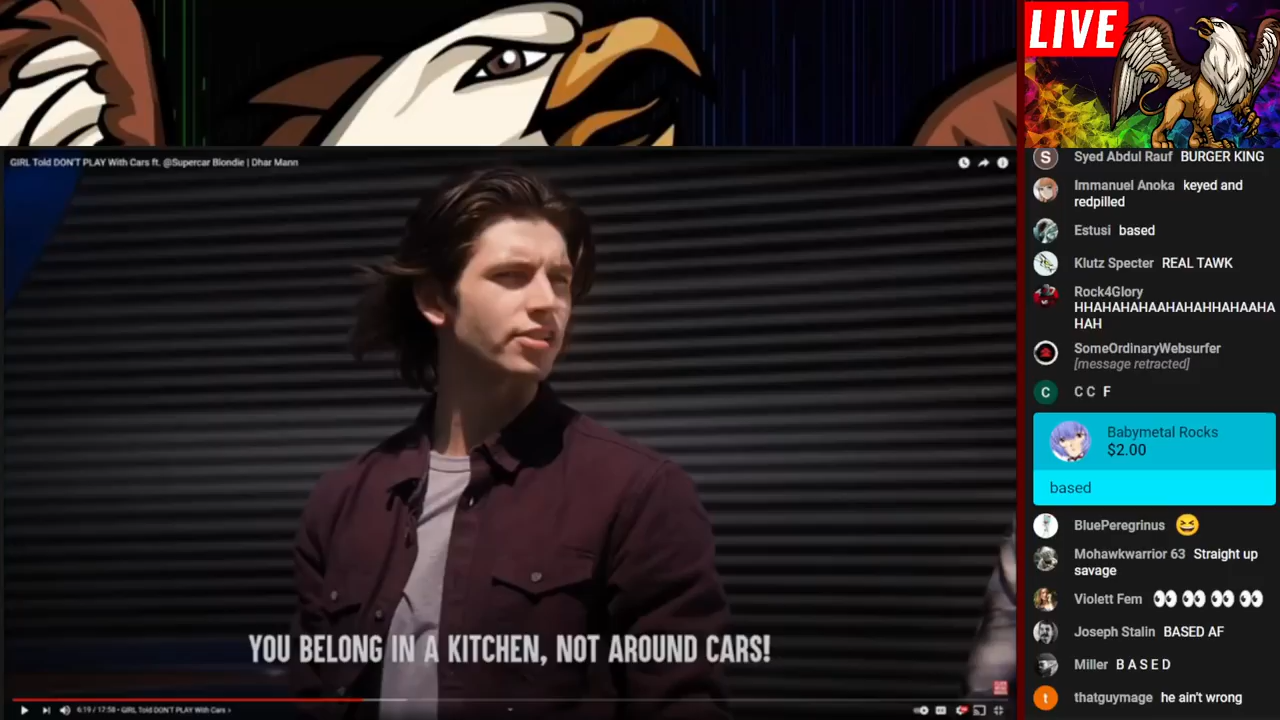 LIVE
GIRL Told DON'T PLAY With Cars ft. @Supercar Blondie | Dhar Mann
YOU BELONG IN A KITCHEN, NOT AROUND CARS!
6:19 / 17:58 • GIRL Told DON'T PLAY With Cars >
S Syed Abdul Rauf BURGER KING
Immanuel Anoka keyed and
redpilled
Estusi based
Klutz Specter REAL TAWK
Rock4Glory
HHAHAHAHAAHAHAHHAHAAHA
HAH
SomeOrdinaryWebsurfer
[message retracted]
C C C F
Babymetal Rocks
$2.00
based
BluePeregrinus 😆
Mohawkwarrior 63 Straight up
savage
Violett Fem 👀 👀 👀 👀
Joseph Stalin BASED AF
Miller B A S E D
t thatguymage he ain't wrong